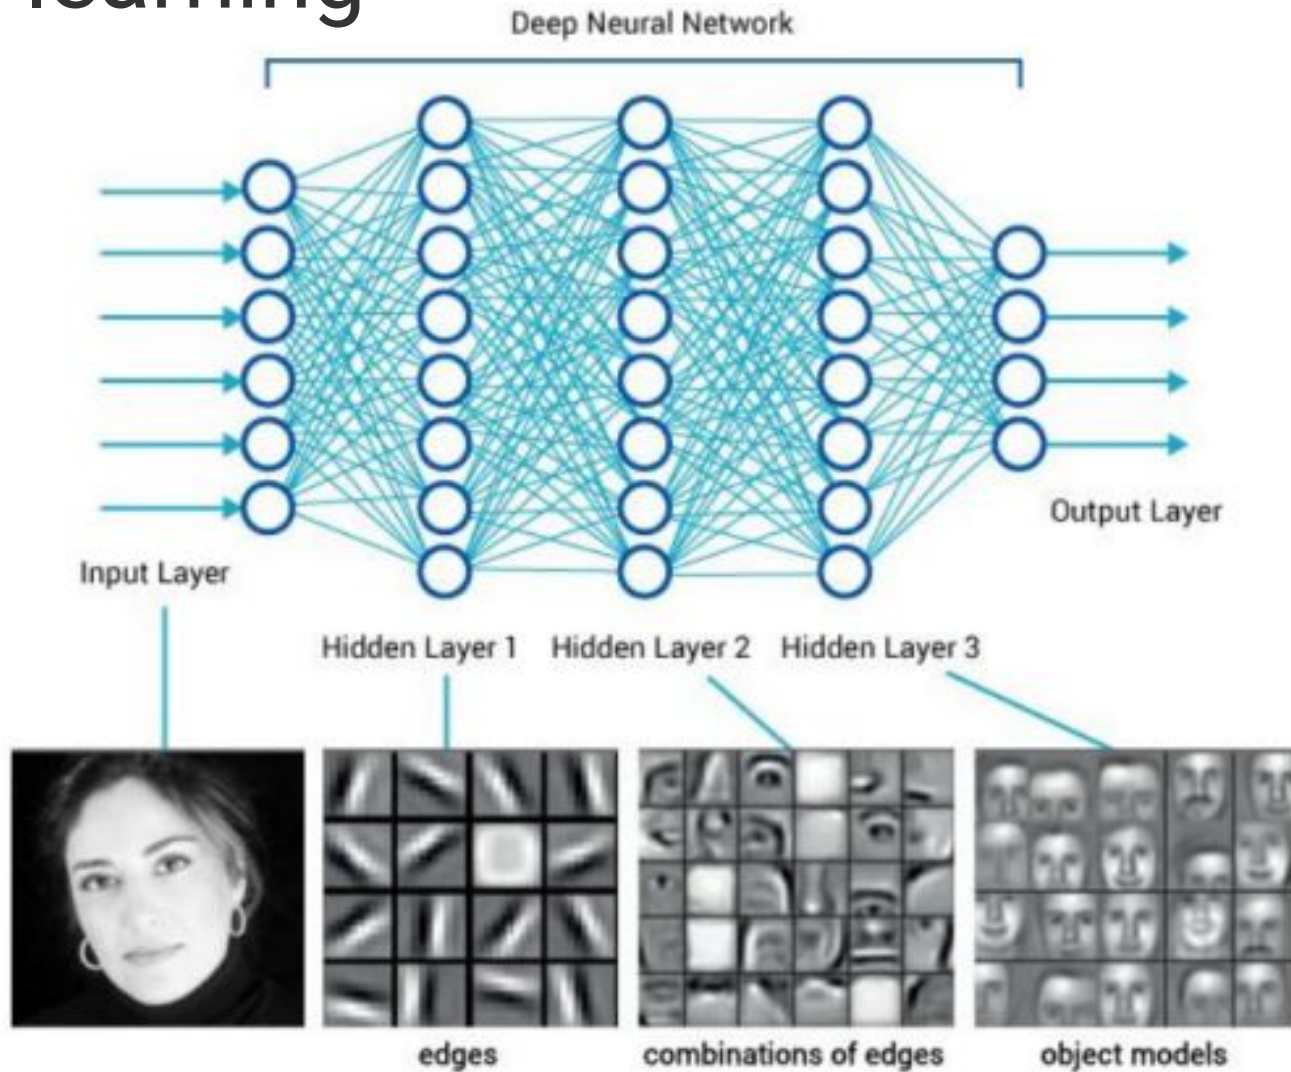 learning
Deep Neural Network
Input Layer
Output Layer
Hidden Layer 1
Hidden Layer 2
Hidden Layer 3
edges
combinations of edges
object models